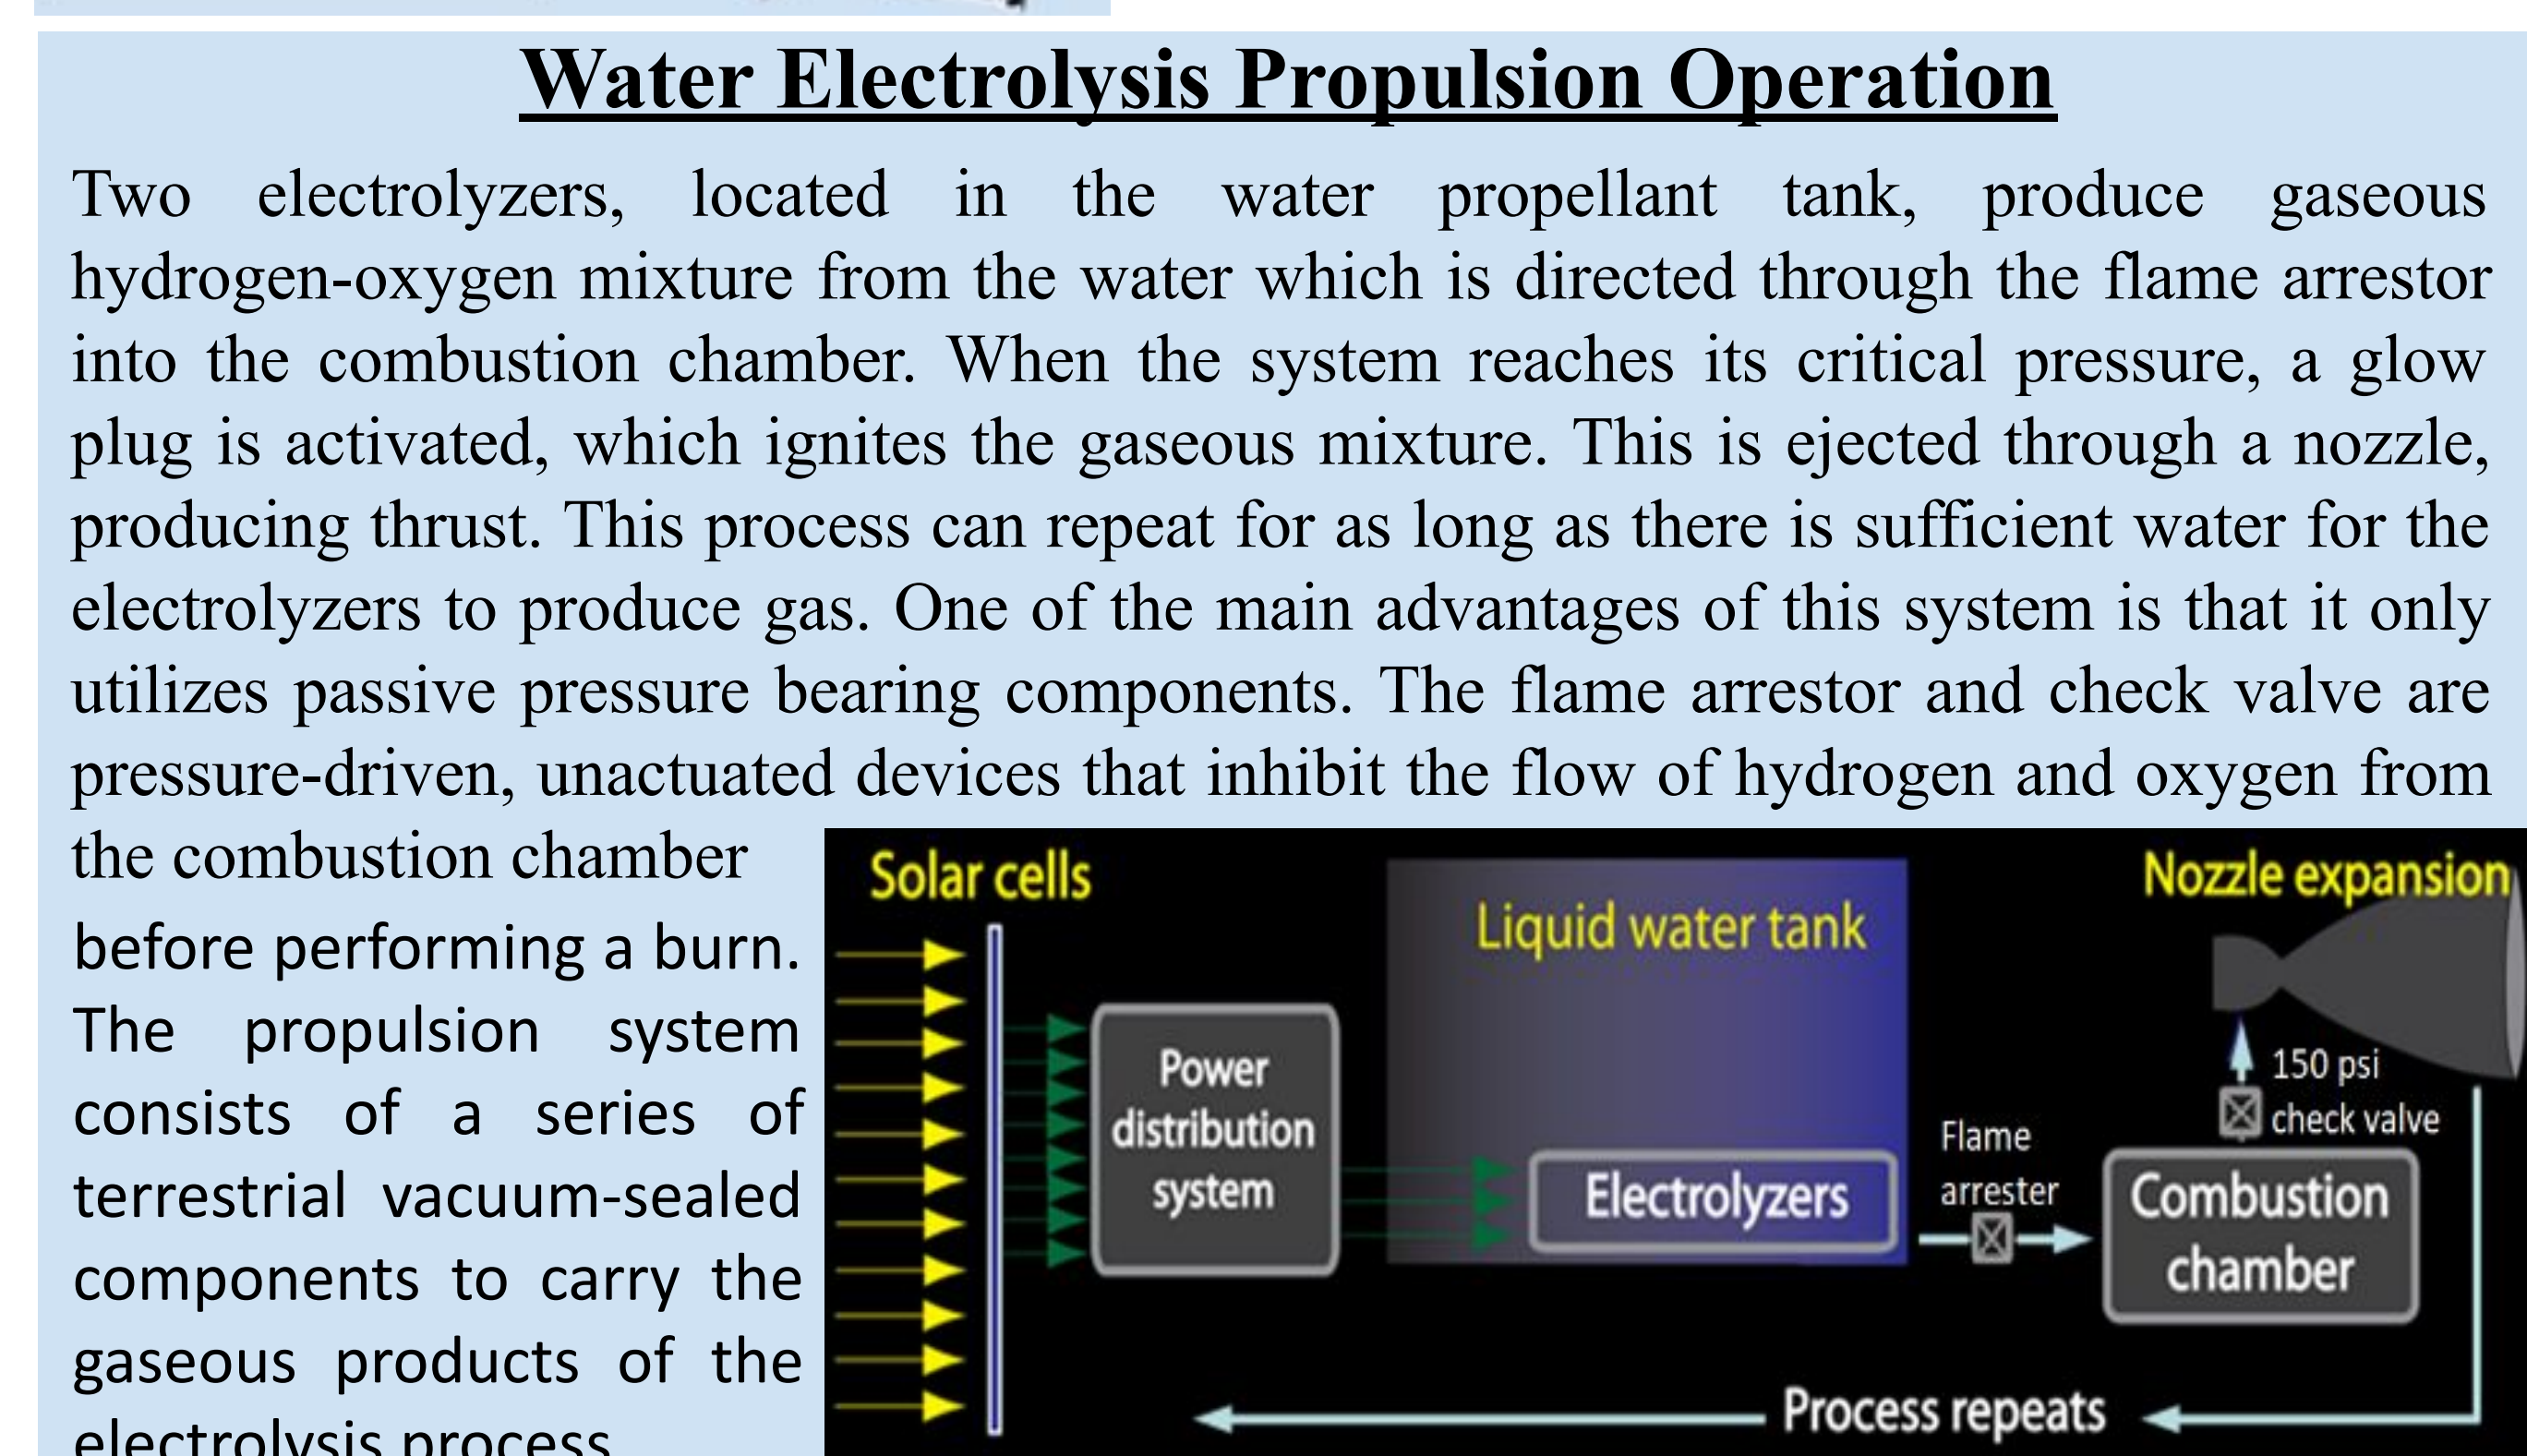 Water Electrolysis Propulsion Operation
Two electrolyzers, located in the water propellant tank, produce gaseous
hydrogen-oxygen mixture from the water which is directed through the flame arrestor
into the combustion chamber. When the system reaches its critical pressure, a glow
plug is activated, which ignites the gaseous mixture. This is ejected through a nozzle,
producing thrust. This process can repeat for as long as there is sufficient water for the
electrolyzers to produce gas. One of the main advantages of this system is that it only
utilizes passive pressure bearing components. The flame arrestor and check valve are
pressure-driven, unactuated devices that inhibit the flow of hydrogen and oxygen from
the combustion chamber
before performing a burn.
The propulsion system
consists of a series of
terrestrial vacuum-sealed
components to carry the
gaseous products of the
electrolysis process
Solar cells
Liquid water tank
Nozzle expansion
Power
distribution
system
Electrolyzers
Flame
arrester
150 psi
check valve
Combustion
chamber
Process repeats